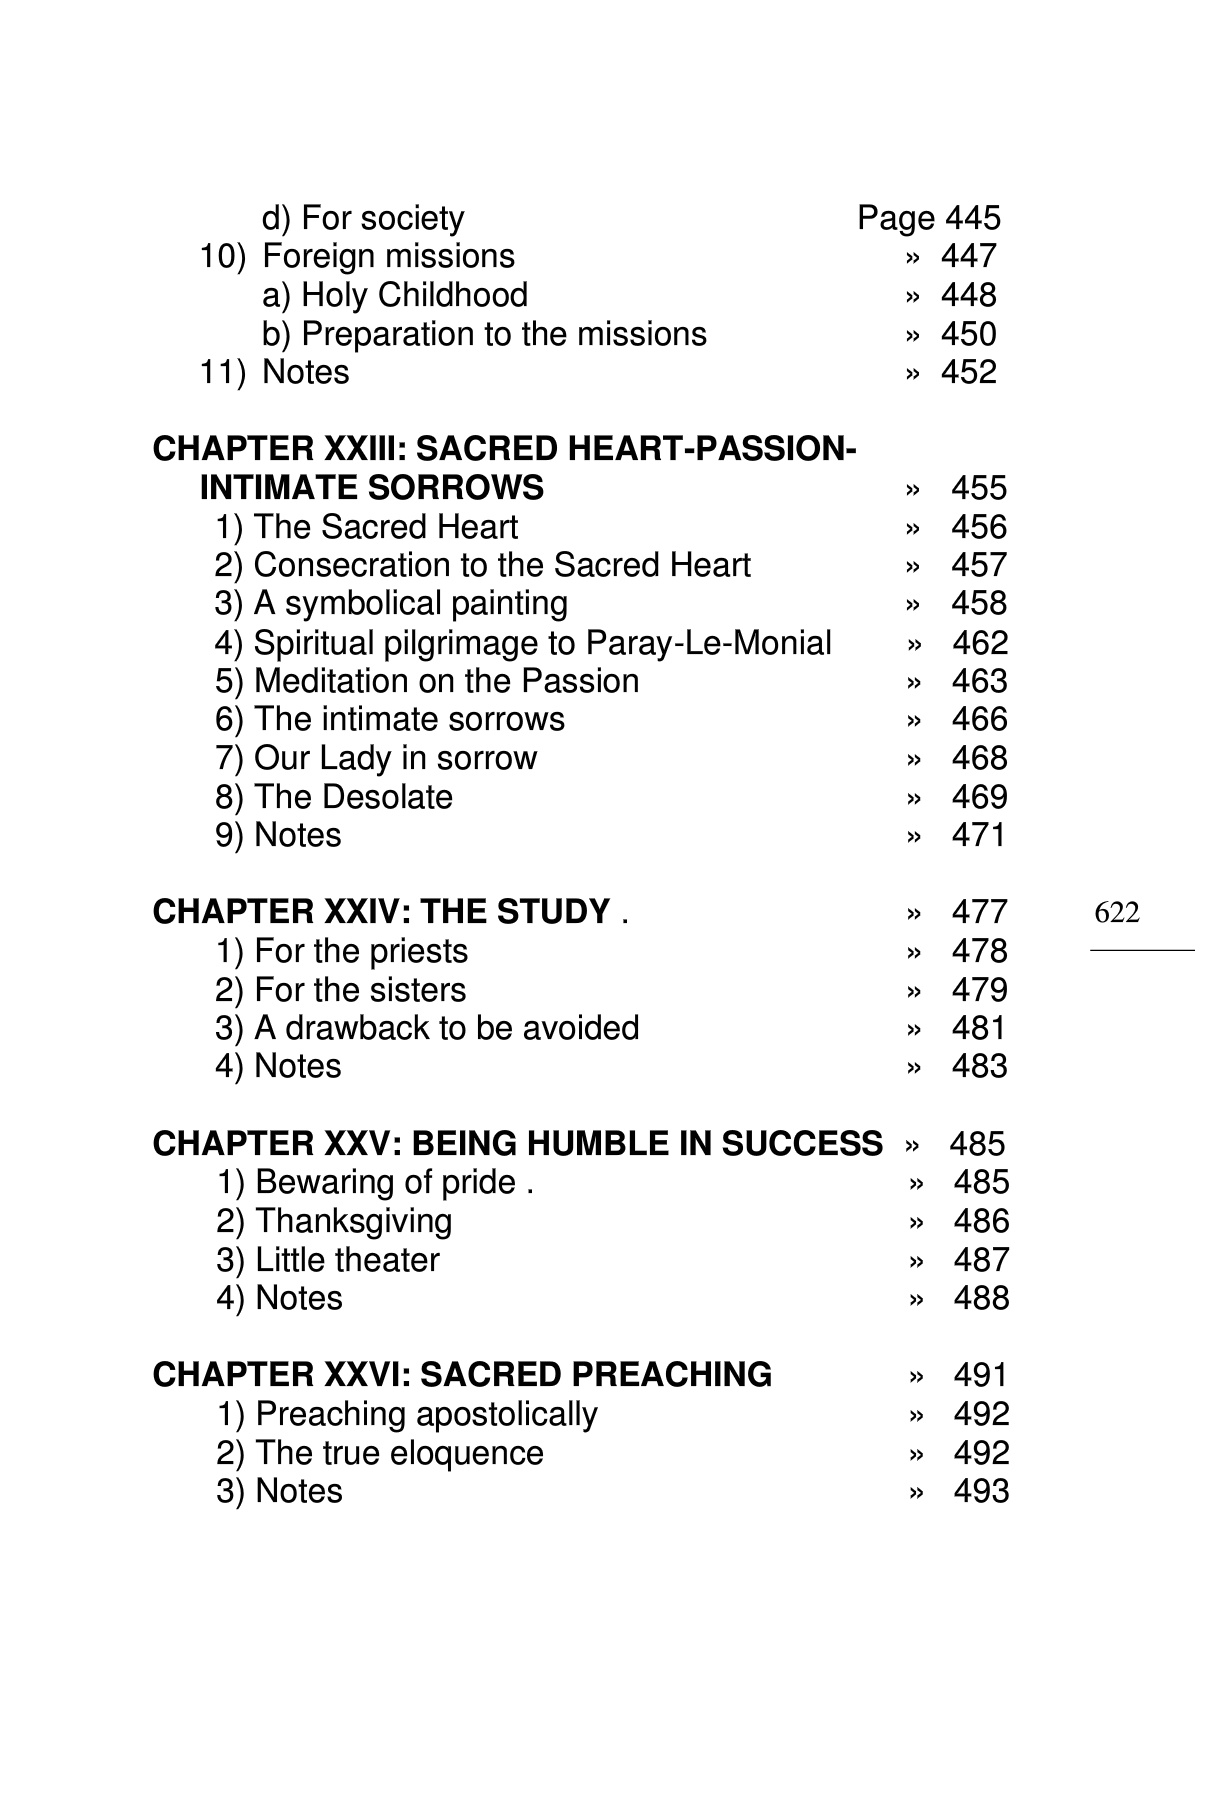 d) For society Page 445
10) Foreign missions » 447
a) Holy Childhood » 448
b) Preparation to the missions » 450
11) Notes » 452
CHAPTER XXIII: SACRED HEART-PASSION-
INTIMATE SORROWS » 455
1) The Sacred Heart » 456
2) Consecration to the Sacred Heart » 457
3) A symbolical painting » 458
4) Spiritual pilgrimage to Paray-Le-Monial » 462
5) Meditation on the Passion » 463
6) The intimate sorrows » 466
7) Our Lady in sorrow » 468
8) The Desolate » 469
9) Notes » 471
CHAPTER XXIV: THE STUDY . » 477
622
1) For the priests » 478
2) For the sisters » 479
3) A drawback to be avoided » 481
4) Notes » 483
CHAPTER XXV: BEING HUMBLE IN SUCCESS » 485
1) Bewaring of pride . » 485
2) Thanksgiving » 486
3) Little theater » 487
4) Notes » 488
CHAPTER XXVI: SACRED PREACHING » 491
1) Preaching apostolically » 492
2) The true eloquence » 492
3) Notes » 493